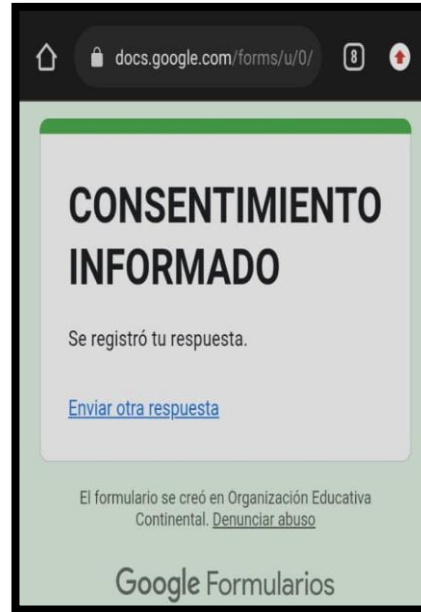 docs.google.com/forms/u/0/ 8
CONSENTIMIENTO
INFORMADO
Se registró tu respuesta.
Enviar otra respuesta
El formulario se creó en Organización Educativa
Continental. Denunciar abuso
Google Formularios